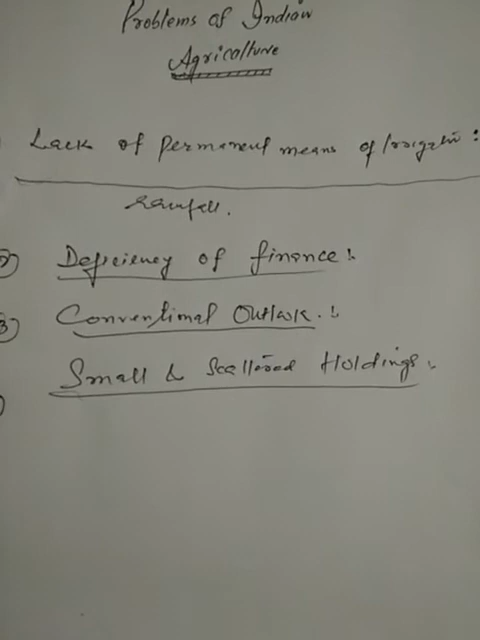 Problems of Indian
Agriculture
Lack of permanent means of Irrigatin :
rainfall.
2) Deficiency of finance :
3) Conventional Outlook . :
Small & Scattered Holdings :
)